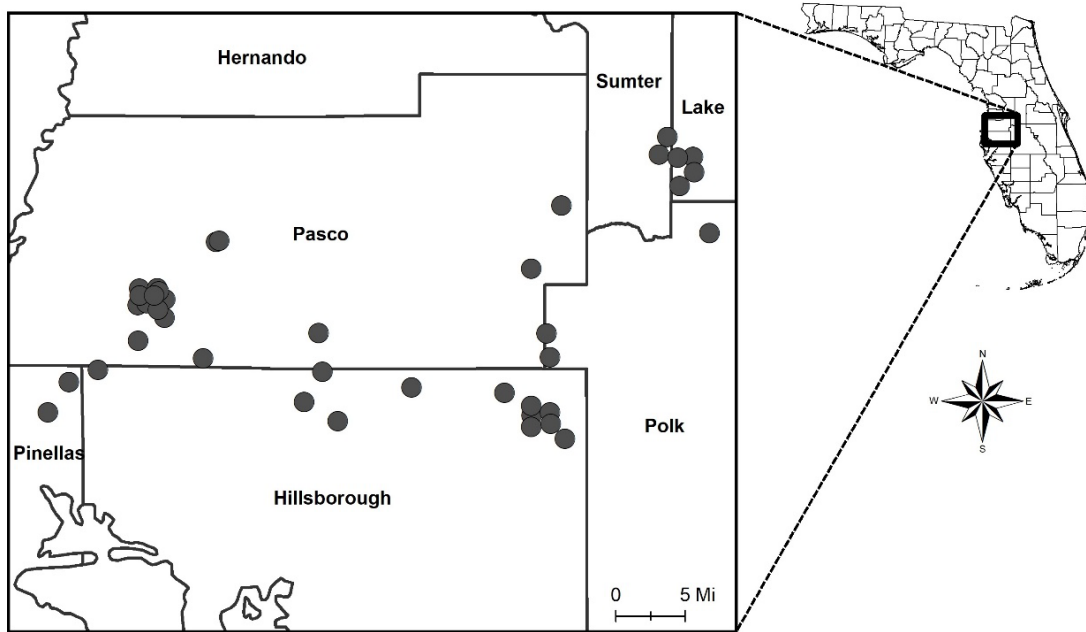 Hernando
Sumter
Lake
Pasco
Pinellas
Polk
Hillsborough
0 5 Mi
N
W E
S